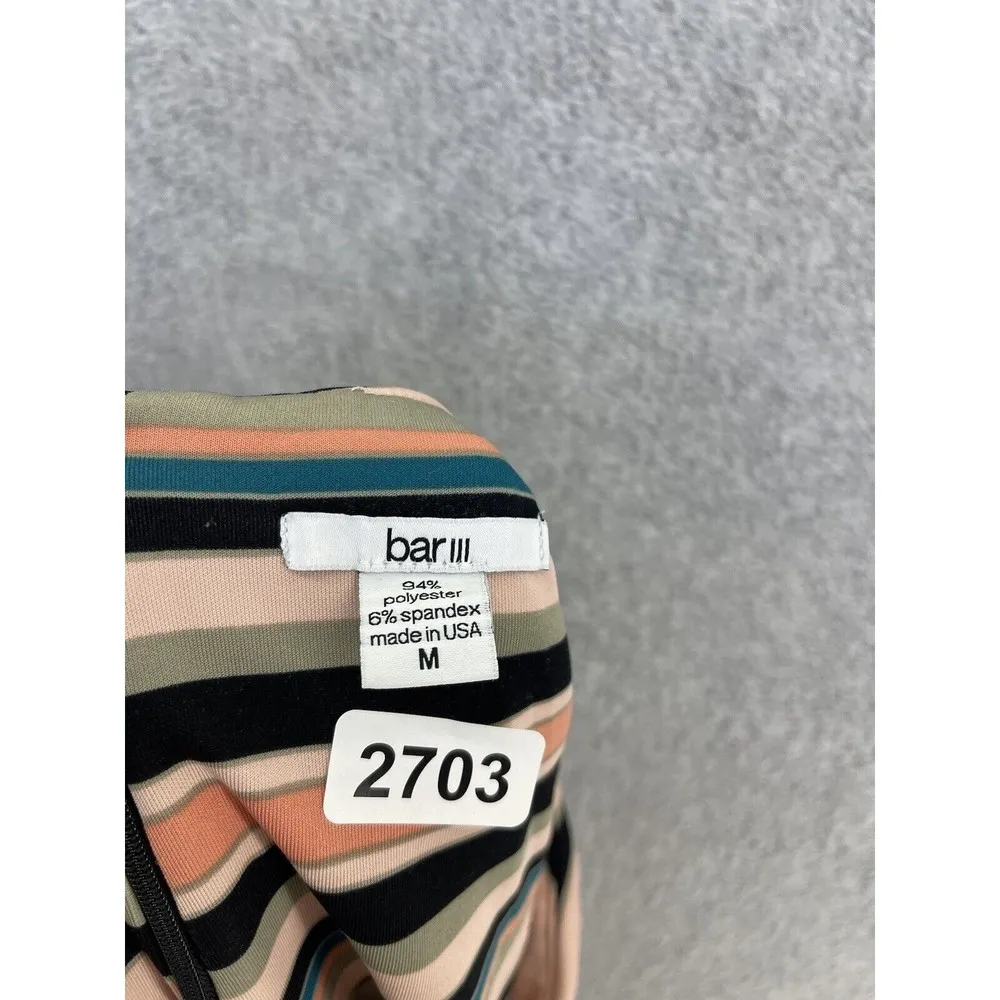 bar III
94%
polyester
6% spandex
made in USA
M
2703